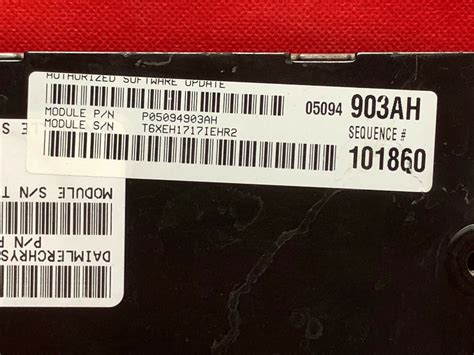 AUTHORIZED SOFTWARE UPDATE
MODULE P/N P05094903AH
MODULE S/N T6XEH1717IEHR2
05094 903AH
SEQUENCE #
101860
MODULE S/N T
P/N
DAIMLERCHRYS